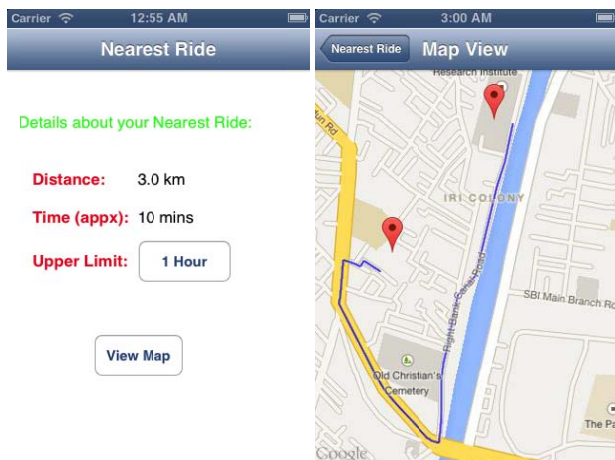 Carrier 12:55 AM
Nearest Ride
Details about your Nearest Ride:
Distance: 3.0 km
Time (appx): 10 mins
Upper Limit: 1 Hour
View Map
Carrier 3:00 AM
Nearest Ride Map View
Research Institute
IRI COLONY
SBI Main Branch
Right Bank Canal Road
Old Christian's
Cemetery
The Pa
Google